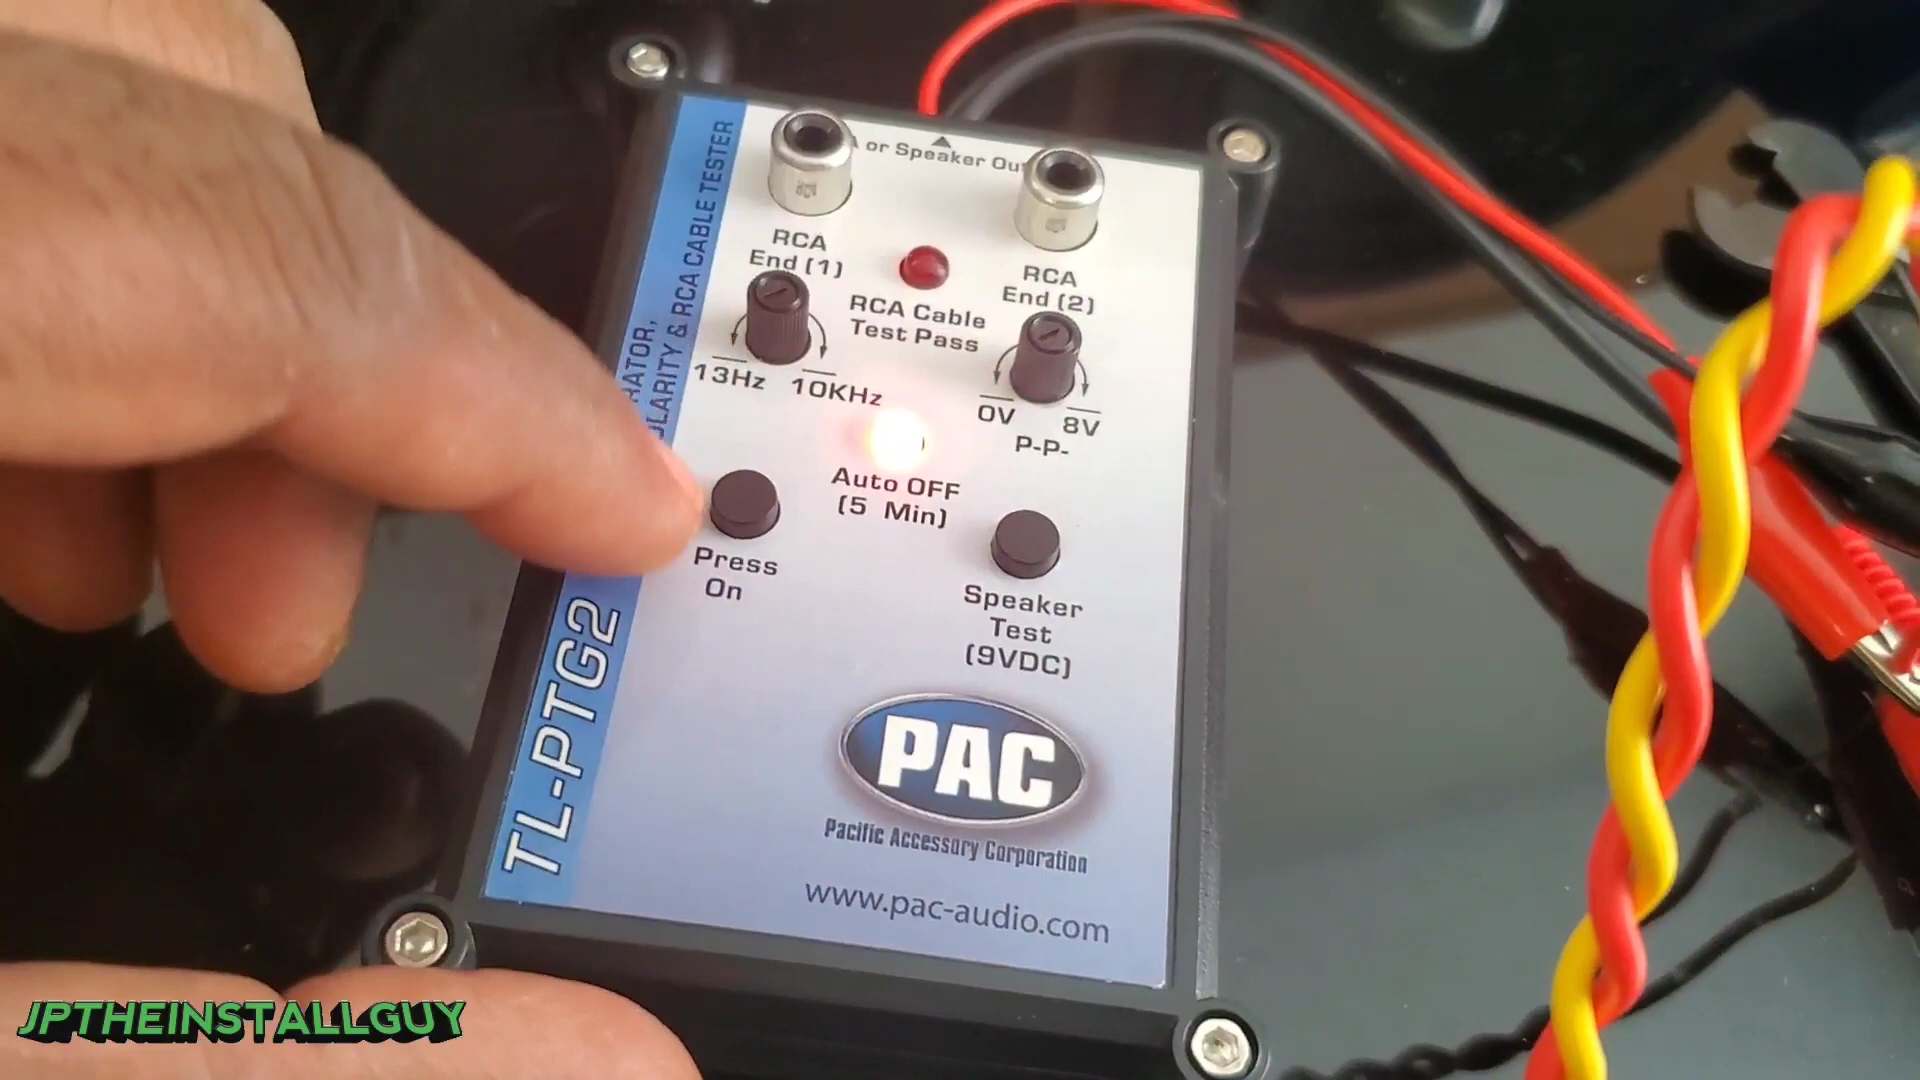 or Speaker Ou
RCA
End (1)
RCA
End (2)
RCA Cable
Test Pass
13Hz
10KHz
0V
8V
P-P-
Auto OFF
(5 Min)
Press
On
Speaker
Test
(9VDC)
LARITY & RCA CABLE TESTER
TL-PTG2
PAC
Pacific Accessory Corporation
www.pac-audio.com
JPTHEINSTALLGUY